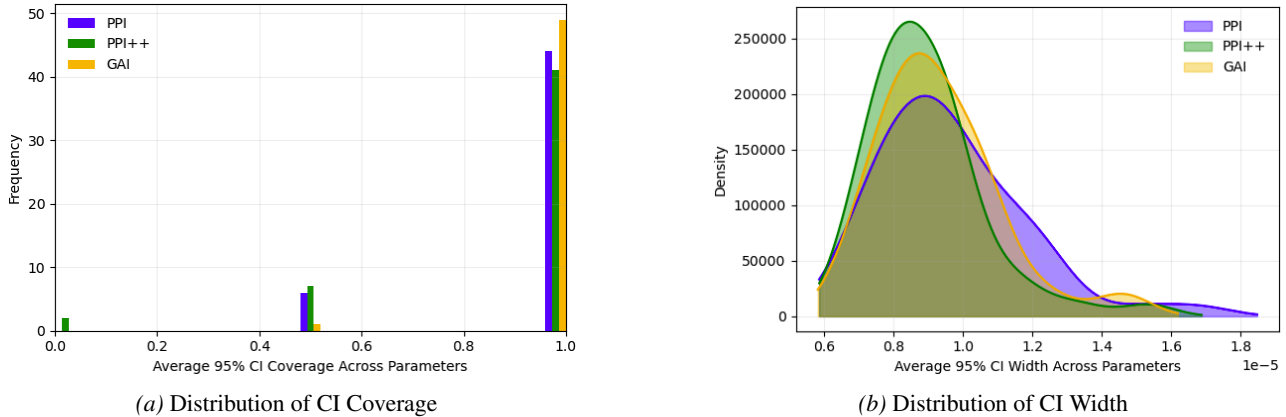 50
40
30
20
10
0
Frequency
PPI
PPI++
GAI
0.0 0.2 0.4 0.6 0.8 1.0
Average 95% CI Coverage Across Parameters
(a) Distribution of CI Coverage
250000
200000
150000
100000
50000
0
Density
PPI
PPI++
GAI
0.6 0.8 1.0 1.2 1.4 1.6 1.8
1e−5
Average 95% CI Width Across Parameters
(b) Distribution of CI Width